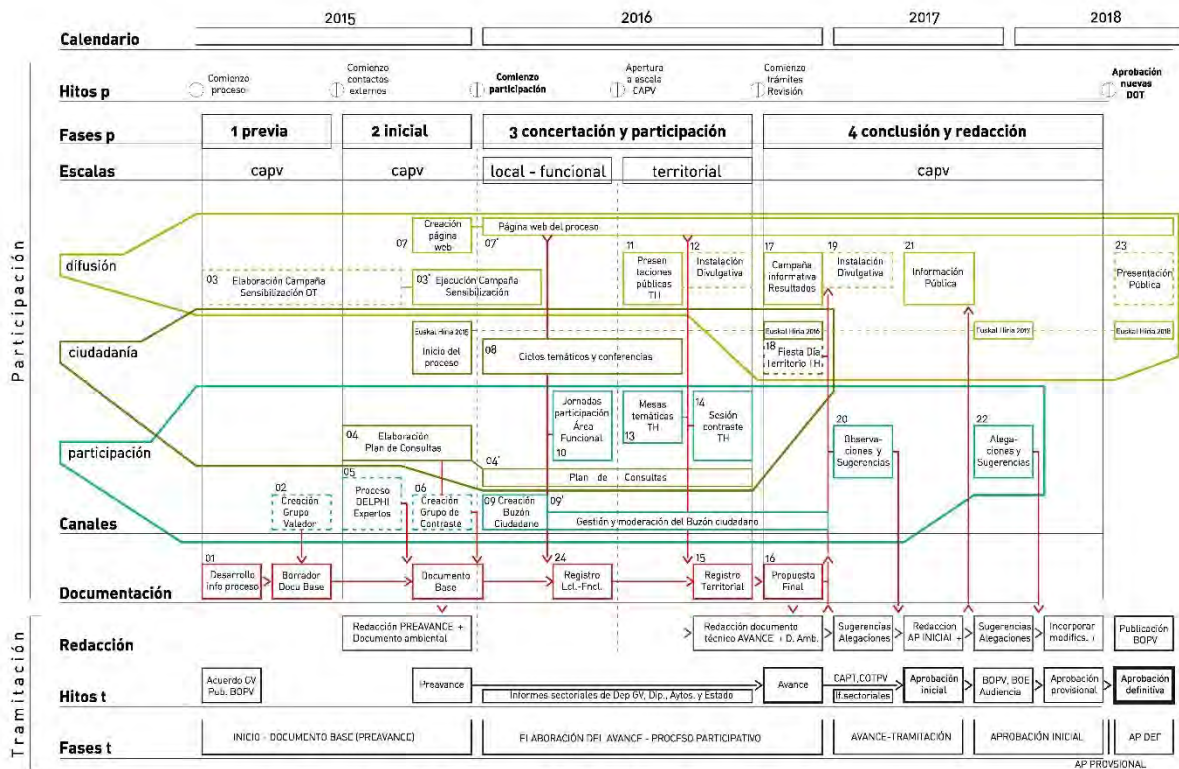 2015
2016
2017
2018
Calendario
Participación
Hitos p
Comienzo
proceso
Comienzo
contactos
externos
Comienzo
participación
Apertura
a escala
CAPV
Comienzo
trámites
Revisión
Aprobación
nuevas
DOT
Fases p
1 previa
2 inicial
3 concertación y participación
4 conclusión y redacción
Escalas
capv
capv
local - funcional
territorial
capv
difusión
Creación
página
web
07
07'
Página web del proceso
03
Elaboración Campaña
Sensibilización OT
03'
Ejecución Campaña
Sensibilización
11
Presen
taciones
públicas
TH
12
Instalación
Divulgativa
17
Campaña
informativa
Resultados
19
Instalación
Divulgativa
21
Información
Pública
23
Presentación
Pública
ciudadanía
Euskal Hiria 2015
Inicio del
proceso
08
Ciclos temáticos y conferencias
Euskal Hiria 2016
18
Fiesta Día
Territorio TH
Euskal Hiria 2017
Euskal Hiria 2018
participación
Jornadas
participación
Área
Funcional
10
Mesas
temáticas
TH
13
14
Sesión
contraste
TH
20
Observa-
ciones y
Sugerencias
22
Alega-
ciones y
Sugerencias
04
Elaboración
Plan de Consultas
04'
Plan de Consultas
Canales
02
Creación
Grupo
Valedor
05
Proceso
DELPHI
Expertos
06
Creación
Grupo de
Contraste
09
Creación
Buzón
Ciudadano
09'
Gestión y moderación del Buzón ciudadano
Documentación
01
Desarrollo
info proceso
Borrador
Docu Base
Documento
Base
24
Registro
Lcl.-Fncl.
15
Registro
Territorial
16
Propuesta
Final
Tramitación
Redacción
Redacción PREAVANCE +
Documento ambiental
Redacción documento
técnico AVANCE + D. Amb.
Sugerencias
Alegaciones
Redaccion
AP INICIAL +
Sugerencias
Alegaciones
Incorporar
modifics. +
Publicación
BOPV
Hitos t
Acuerdo GV
Pub. BOPV
Preavance
Informes sectoriales de Dep GV, Dip., Aytos. y Estado
Avance
CAPT,COTPV
If.sectoriales
Aprobación
inicial
BOPV, BOE
Audiencia
Aprobación
provisional
Aprobación
definitiva
Fases t
INICIO - DOCUMENTO BASE (PREAVANCE)
ELABORACIÓN DEL AVANCE - PROCESO PARTICIPATIVO
AVANCE-TRAMITACIÓN
APROBACIÓN INICIAL
AP DEF
AP PROVSIONAL